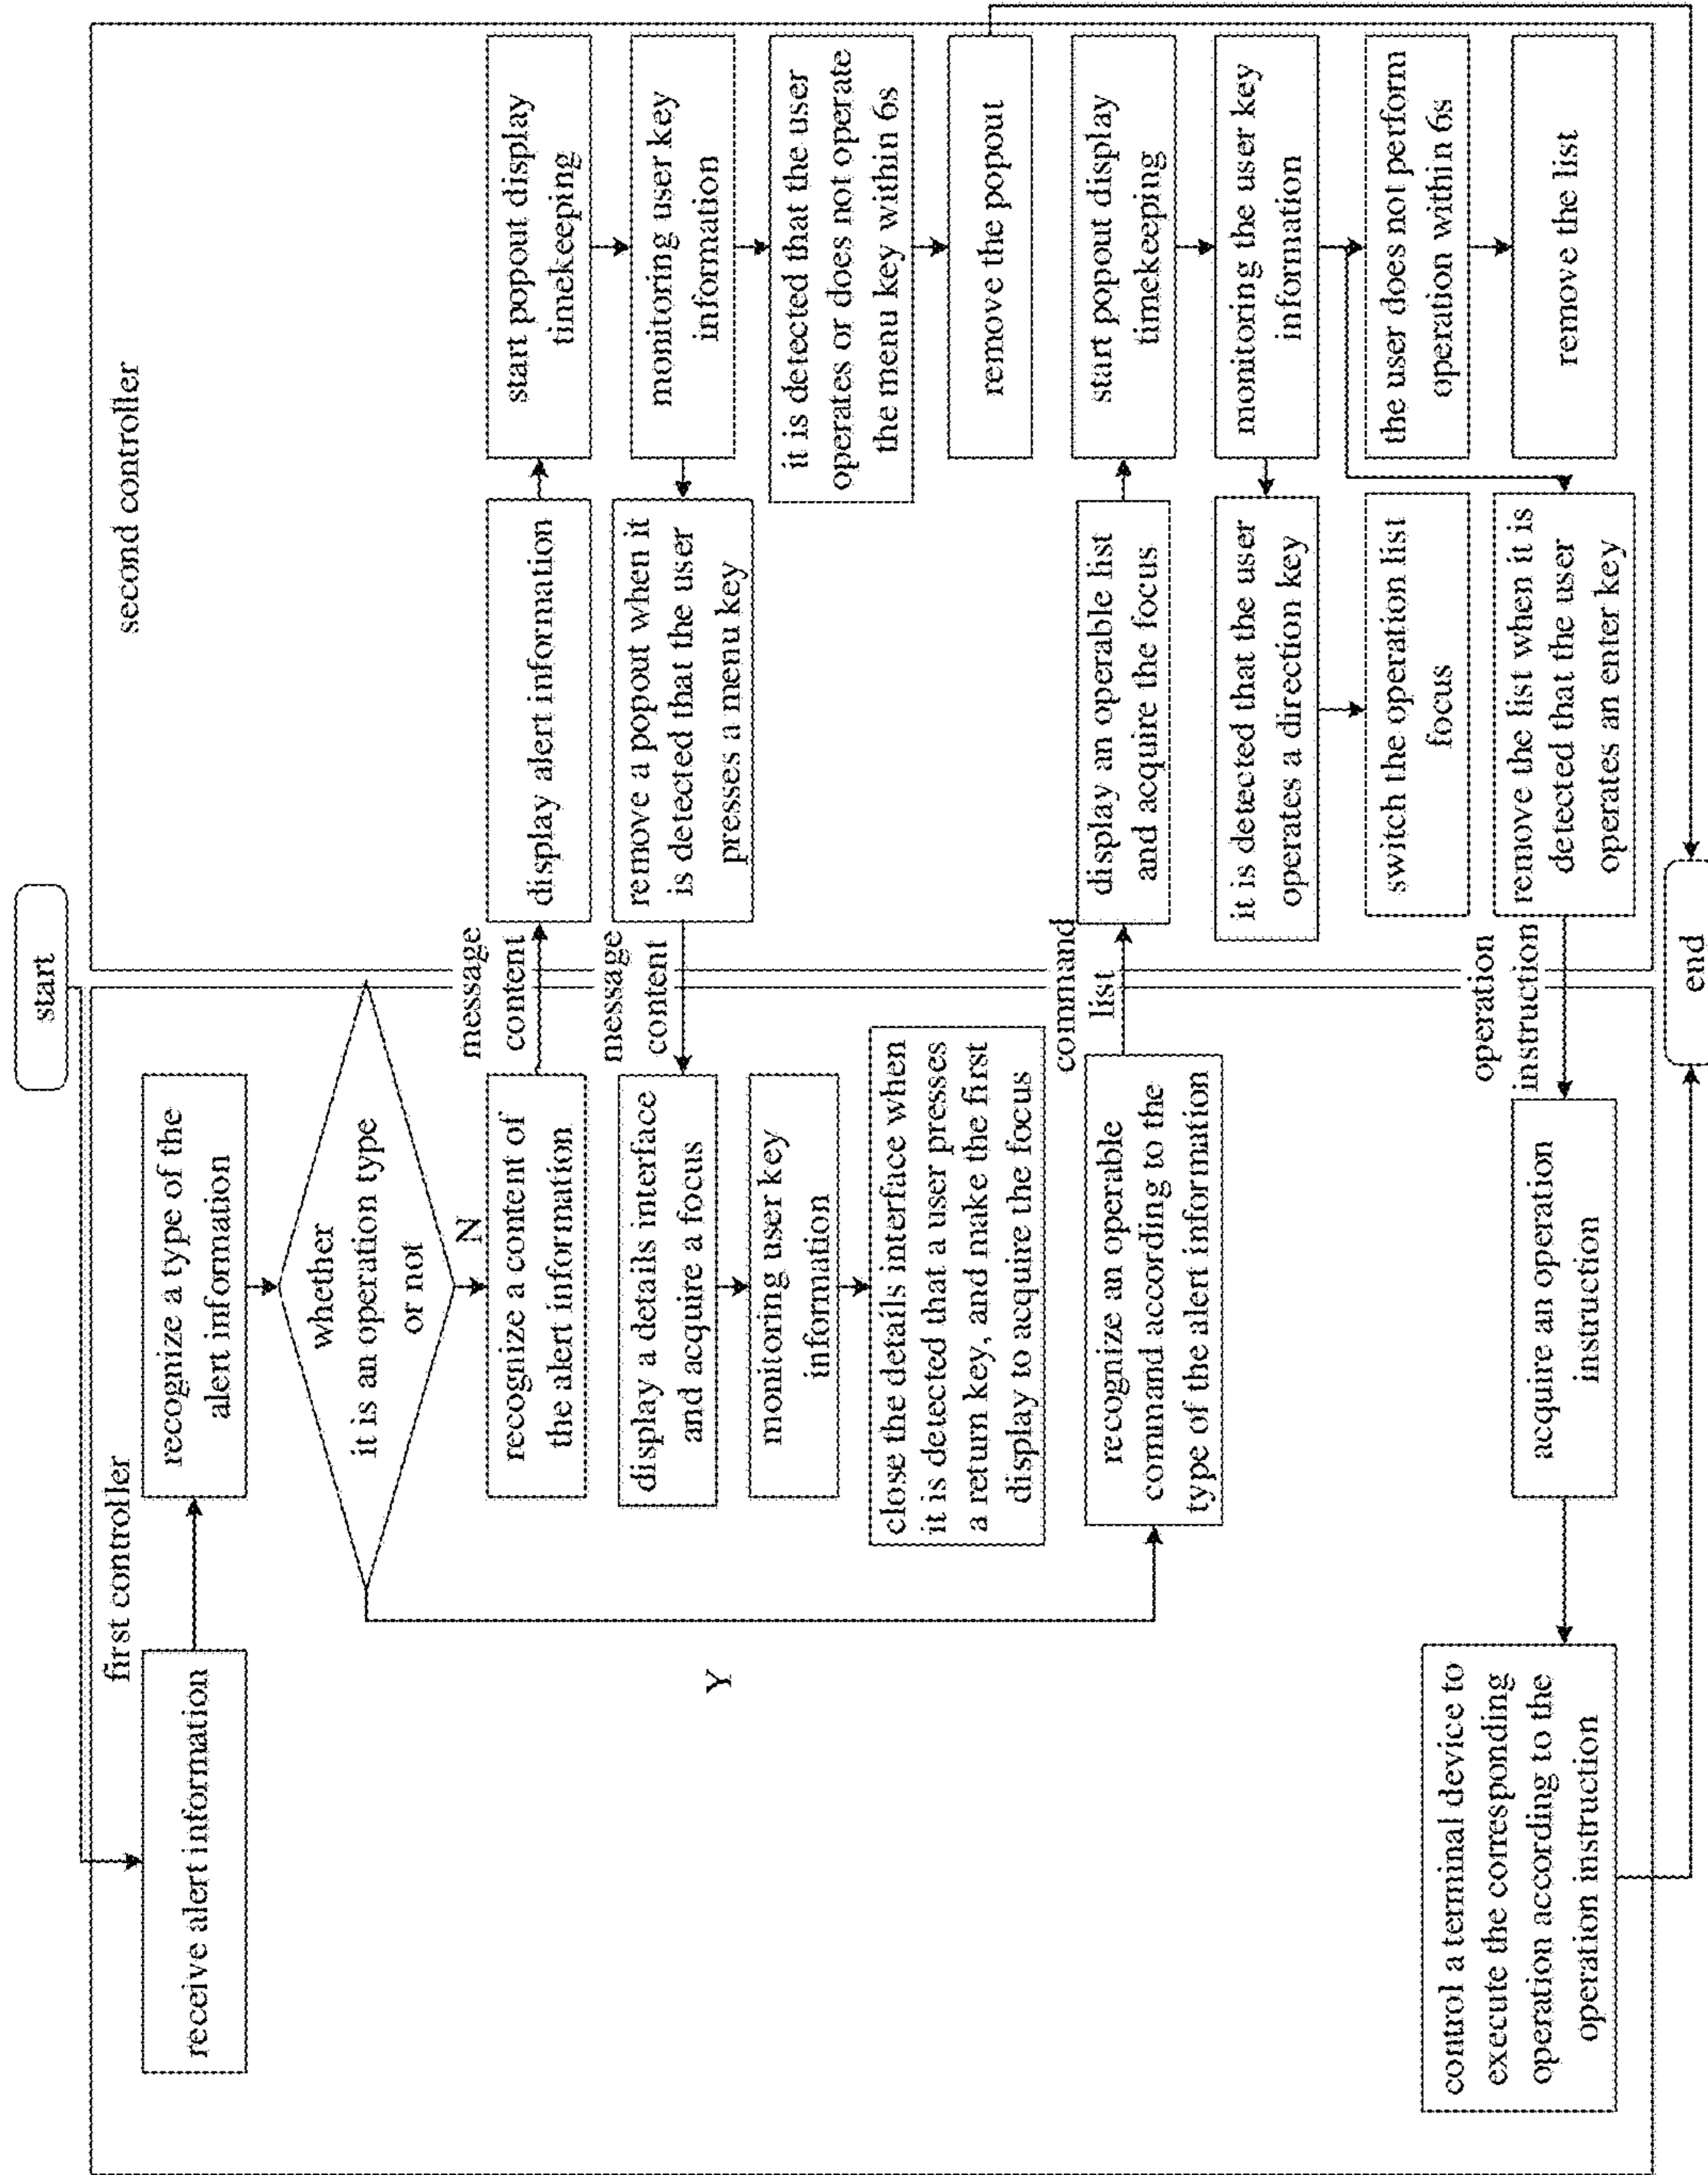 start
first controller
second controller
receive alert information
recognize a type of the
alert information
whether
it is an operation type
or not
N
Y
recognize a content of
the alert information
message
content
display alert information
start popout display
timekeeping
monitoring user key
information
it is detected that the user
operates or does not operate
the menu key within 6s
remove the popout
remove a popout when it
is detected that the user
presses a menu key
message
content
display a details interface
and acquire a focus
monitoring user key
information
close the details interface when
it is detected that a user presses
a return key, and make the first
display to acquire the focus
recognize an operable
command according to the
type of the alert information
command
list
display an operable list
and acquire the focus
start popout display
timekeeping
monitoring the user key
information
it is detected that the user
operates a direction key
switch the operation list
focus
the user does not perform
operation within 6s
remove the list
remove the list when it is
detected that the user
operates an enter key
operation
instruction
acquire an operation
instruction
control a terminal device to
execute the corresponding
operation according to the
operation instruction
end